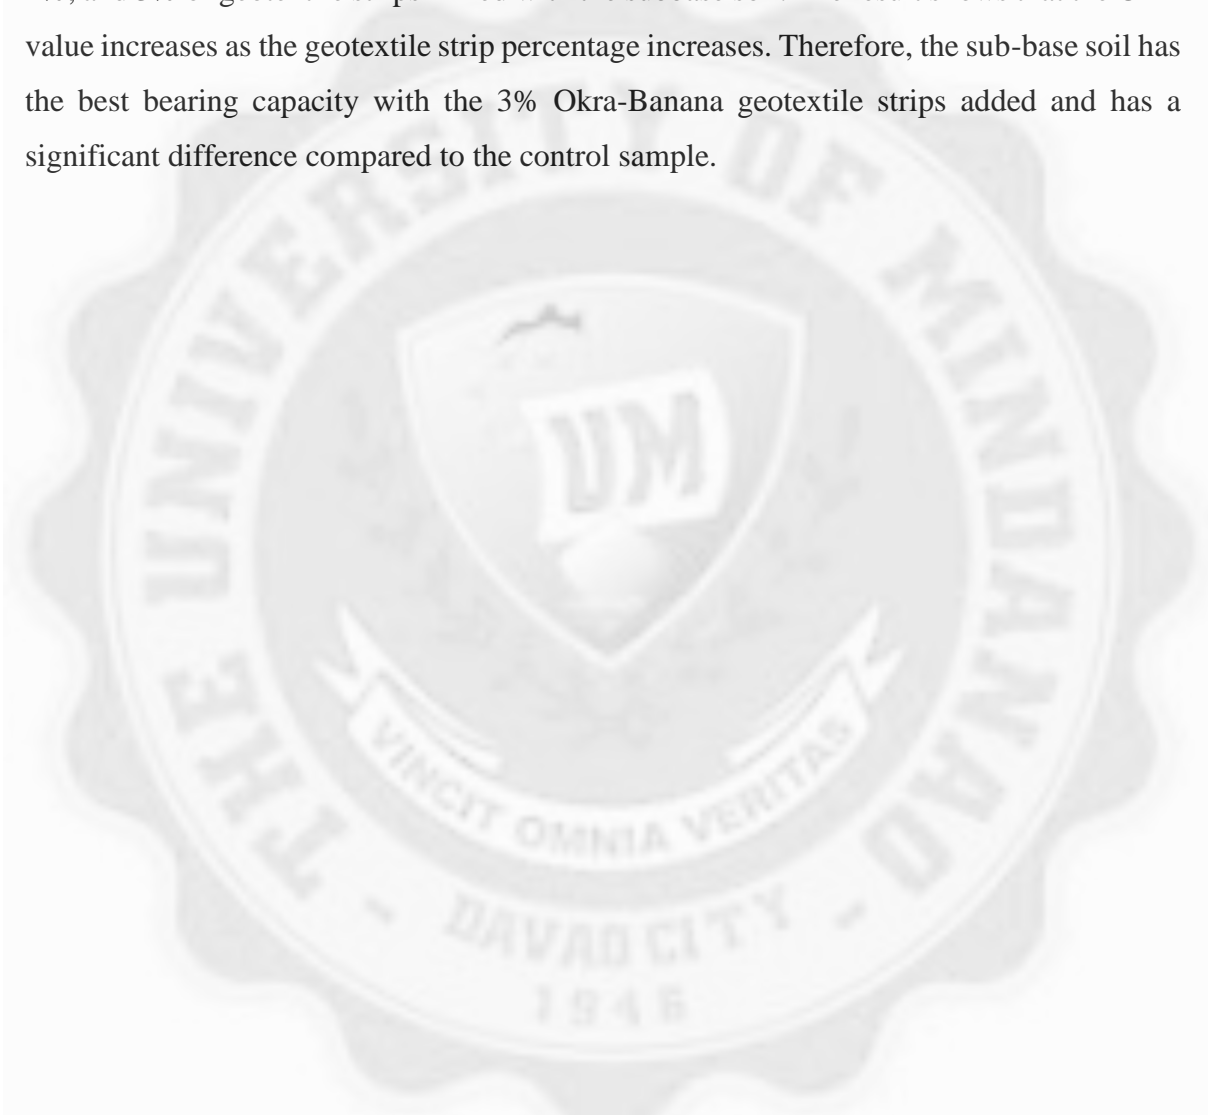 value increases as the geotextile strip percentage increases. Therefore, the sub-base soil has
the best bearing capacity with the 3% Okra-Banana geotextile strips added and has a
significant difference compared to the control sample.
THE UNIVERSITY OF MINDANAO
UM
VINCIT OMNIA VERITAS
- DAVAO CITY -
1946